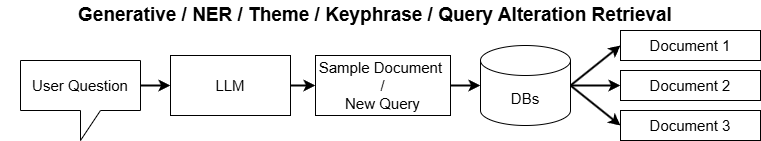 Generative / NER / Theme / Keyphrase / Query Alteration Retrieval
User Question
LLM
Sample Document
/
New Query
DBs
Document 1
Document 2
Document 3